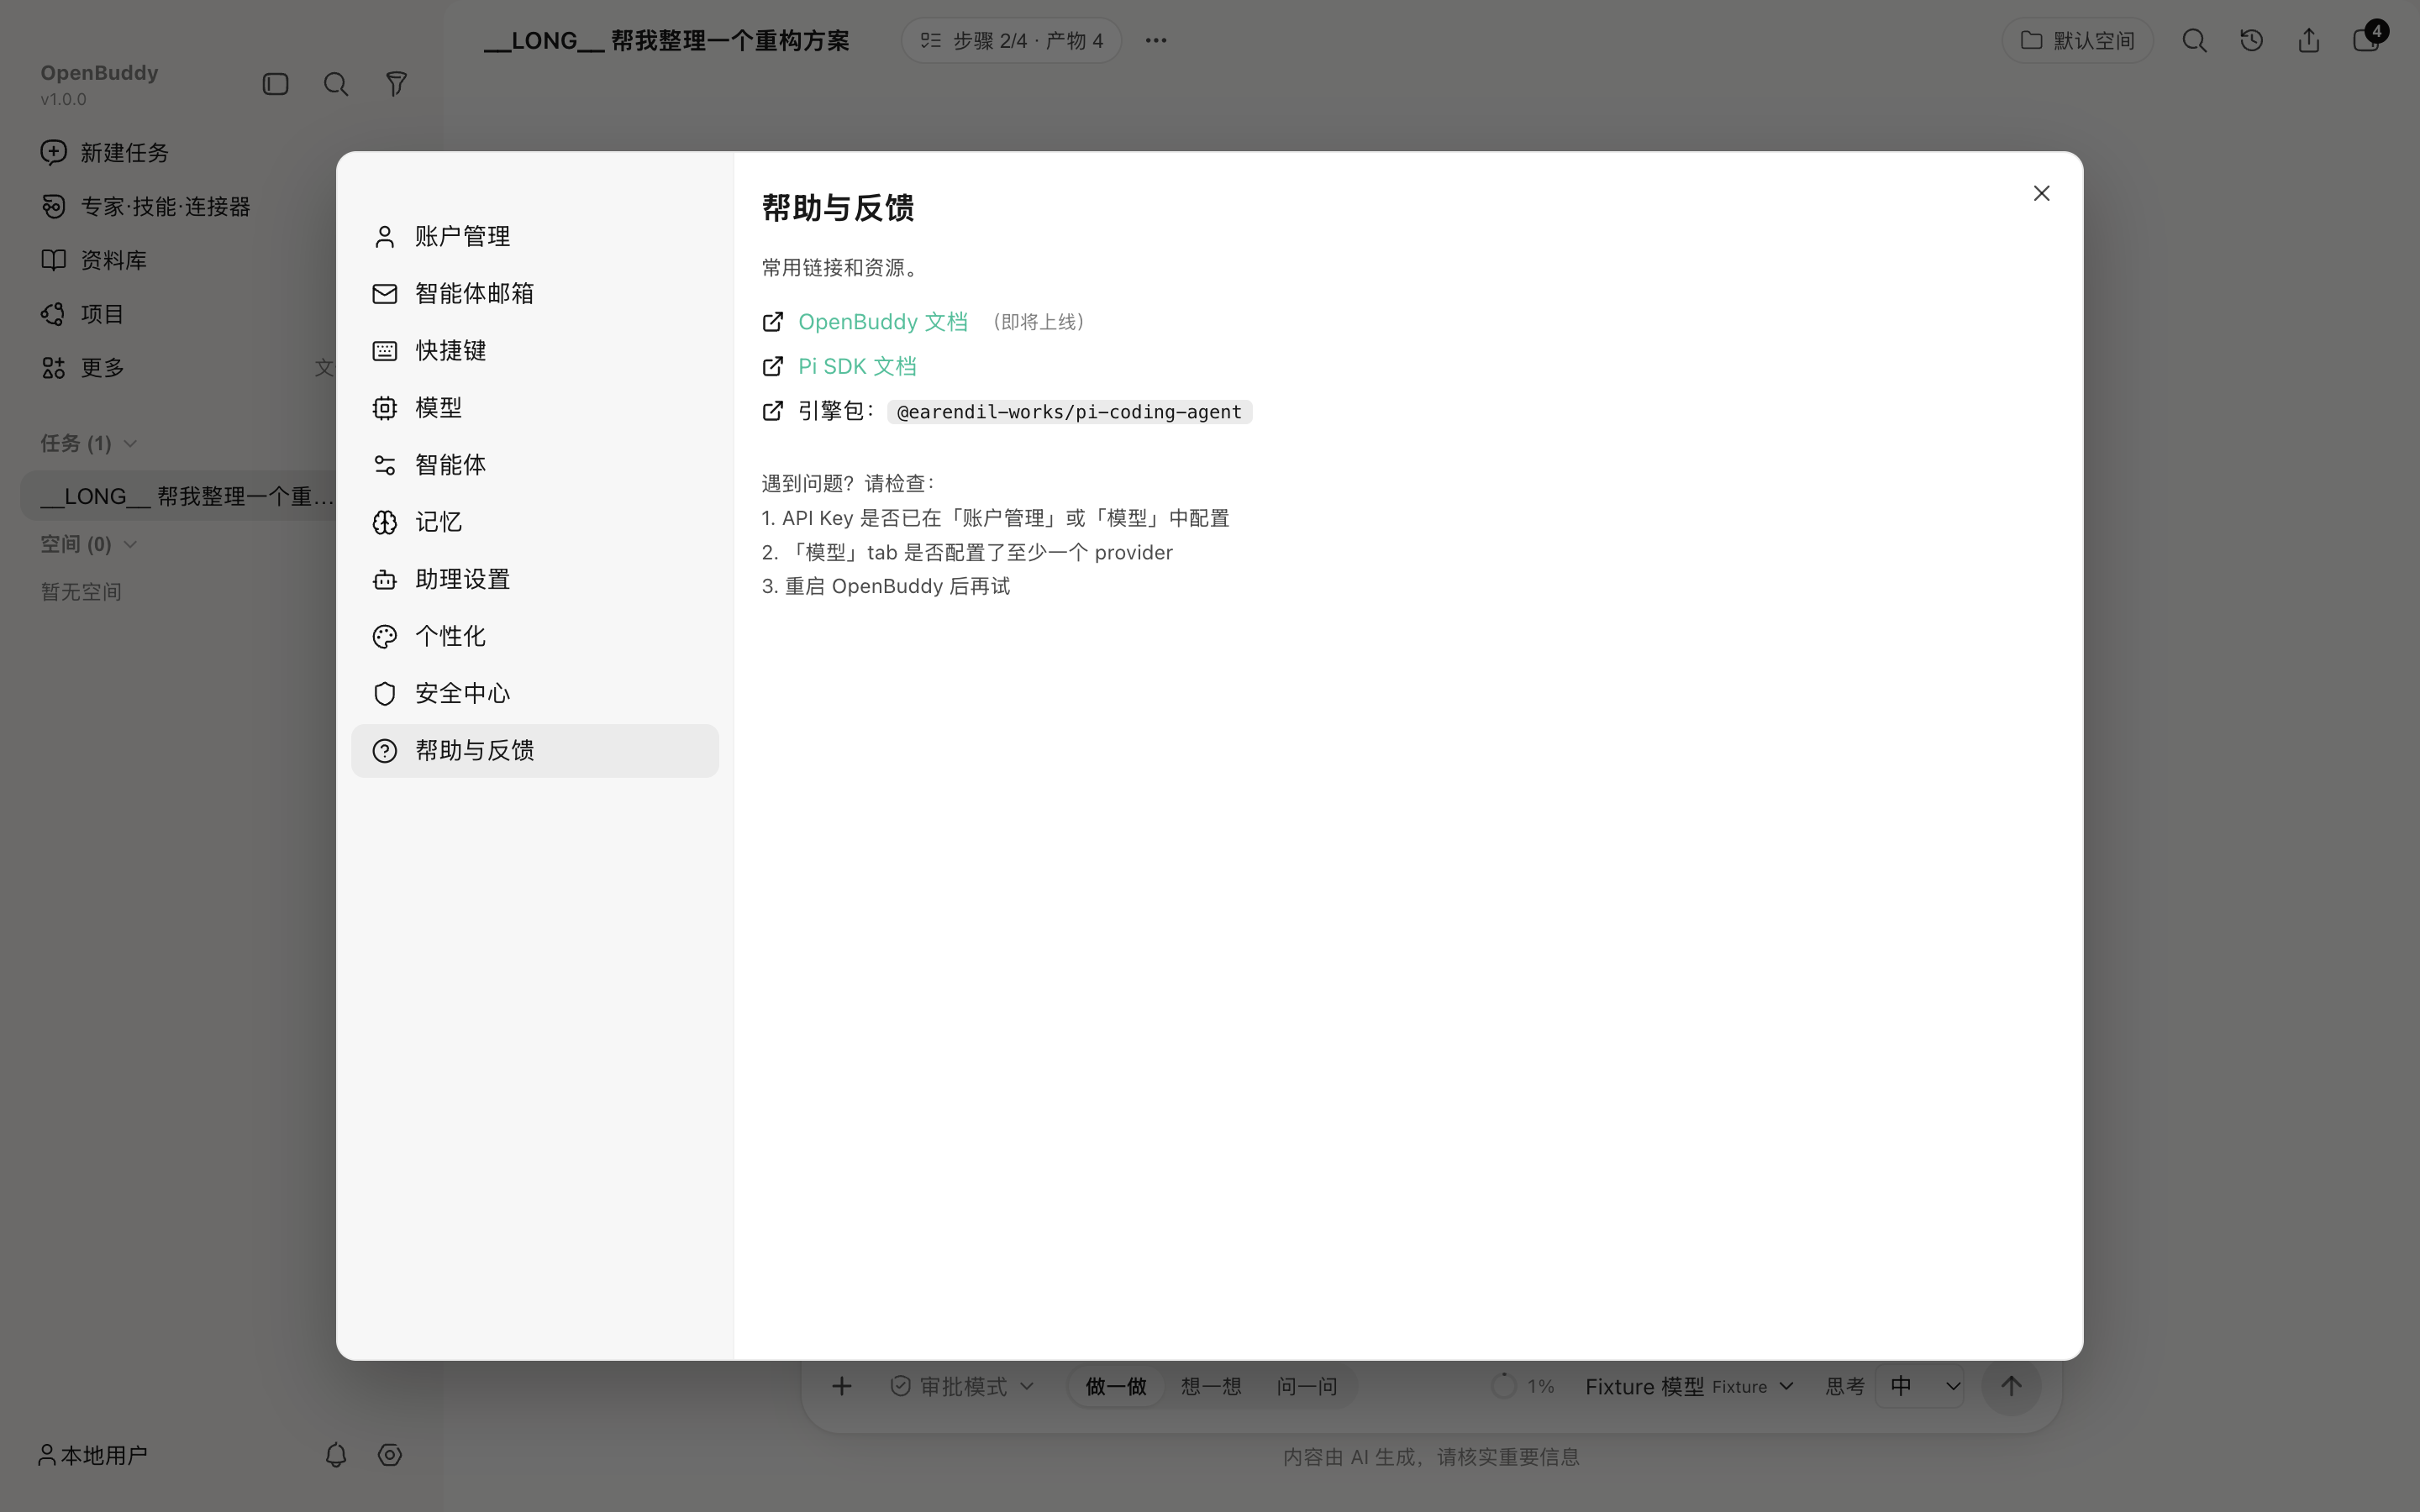 OpenBuddy
v1.0.0
新建任务
专家·技能·连接器
资料库
项目
更多
文
任务 (1)
__LONG__ 帮我整理一个重…
空间 (0)
暂无空间
本地用户
__LONG__ 帮我整理一个重构方案
步骤 2/4 · 产物 4
默认空间
4
账户管理
智能体邮箱
快捷键
模型
智能体
记忆
助理设置
个性化
安全中心
帮助与反馈
帮助与反馈
常用链接和资源。
OpenBuddy 文档 （即将上线）
Pi SDK 文档
引擎包： @earendil-works/pi-coding-agent
遇到问题？请检查：
1. API Key 是否已在「账户管理」或「模型」中配置
2. 「模型」tab 是否配置了至少一个 provider
3. 重启 OpenBuddy 后再试
审批模式 做一做 想一想 问一问 1% Fixture 模型 Fixture 思考 中
内容由 AI 生成，请核实重要信息